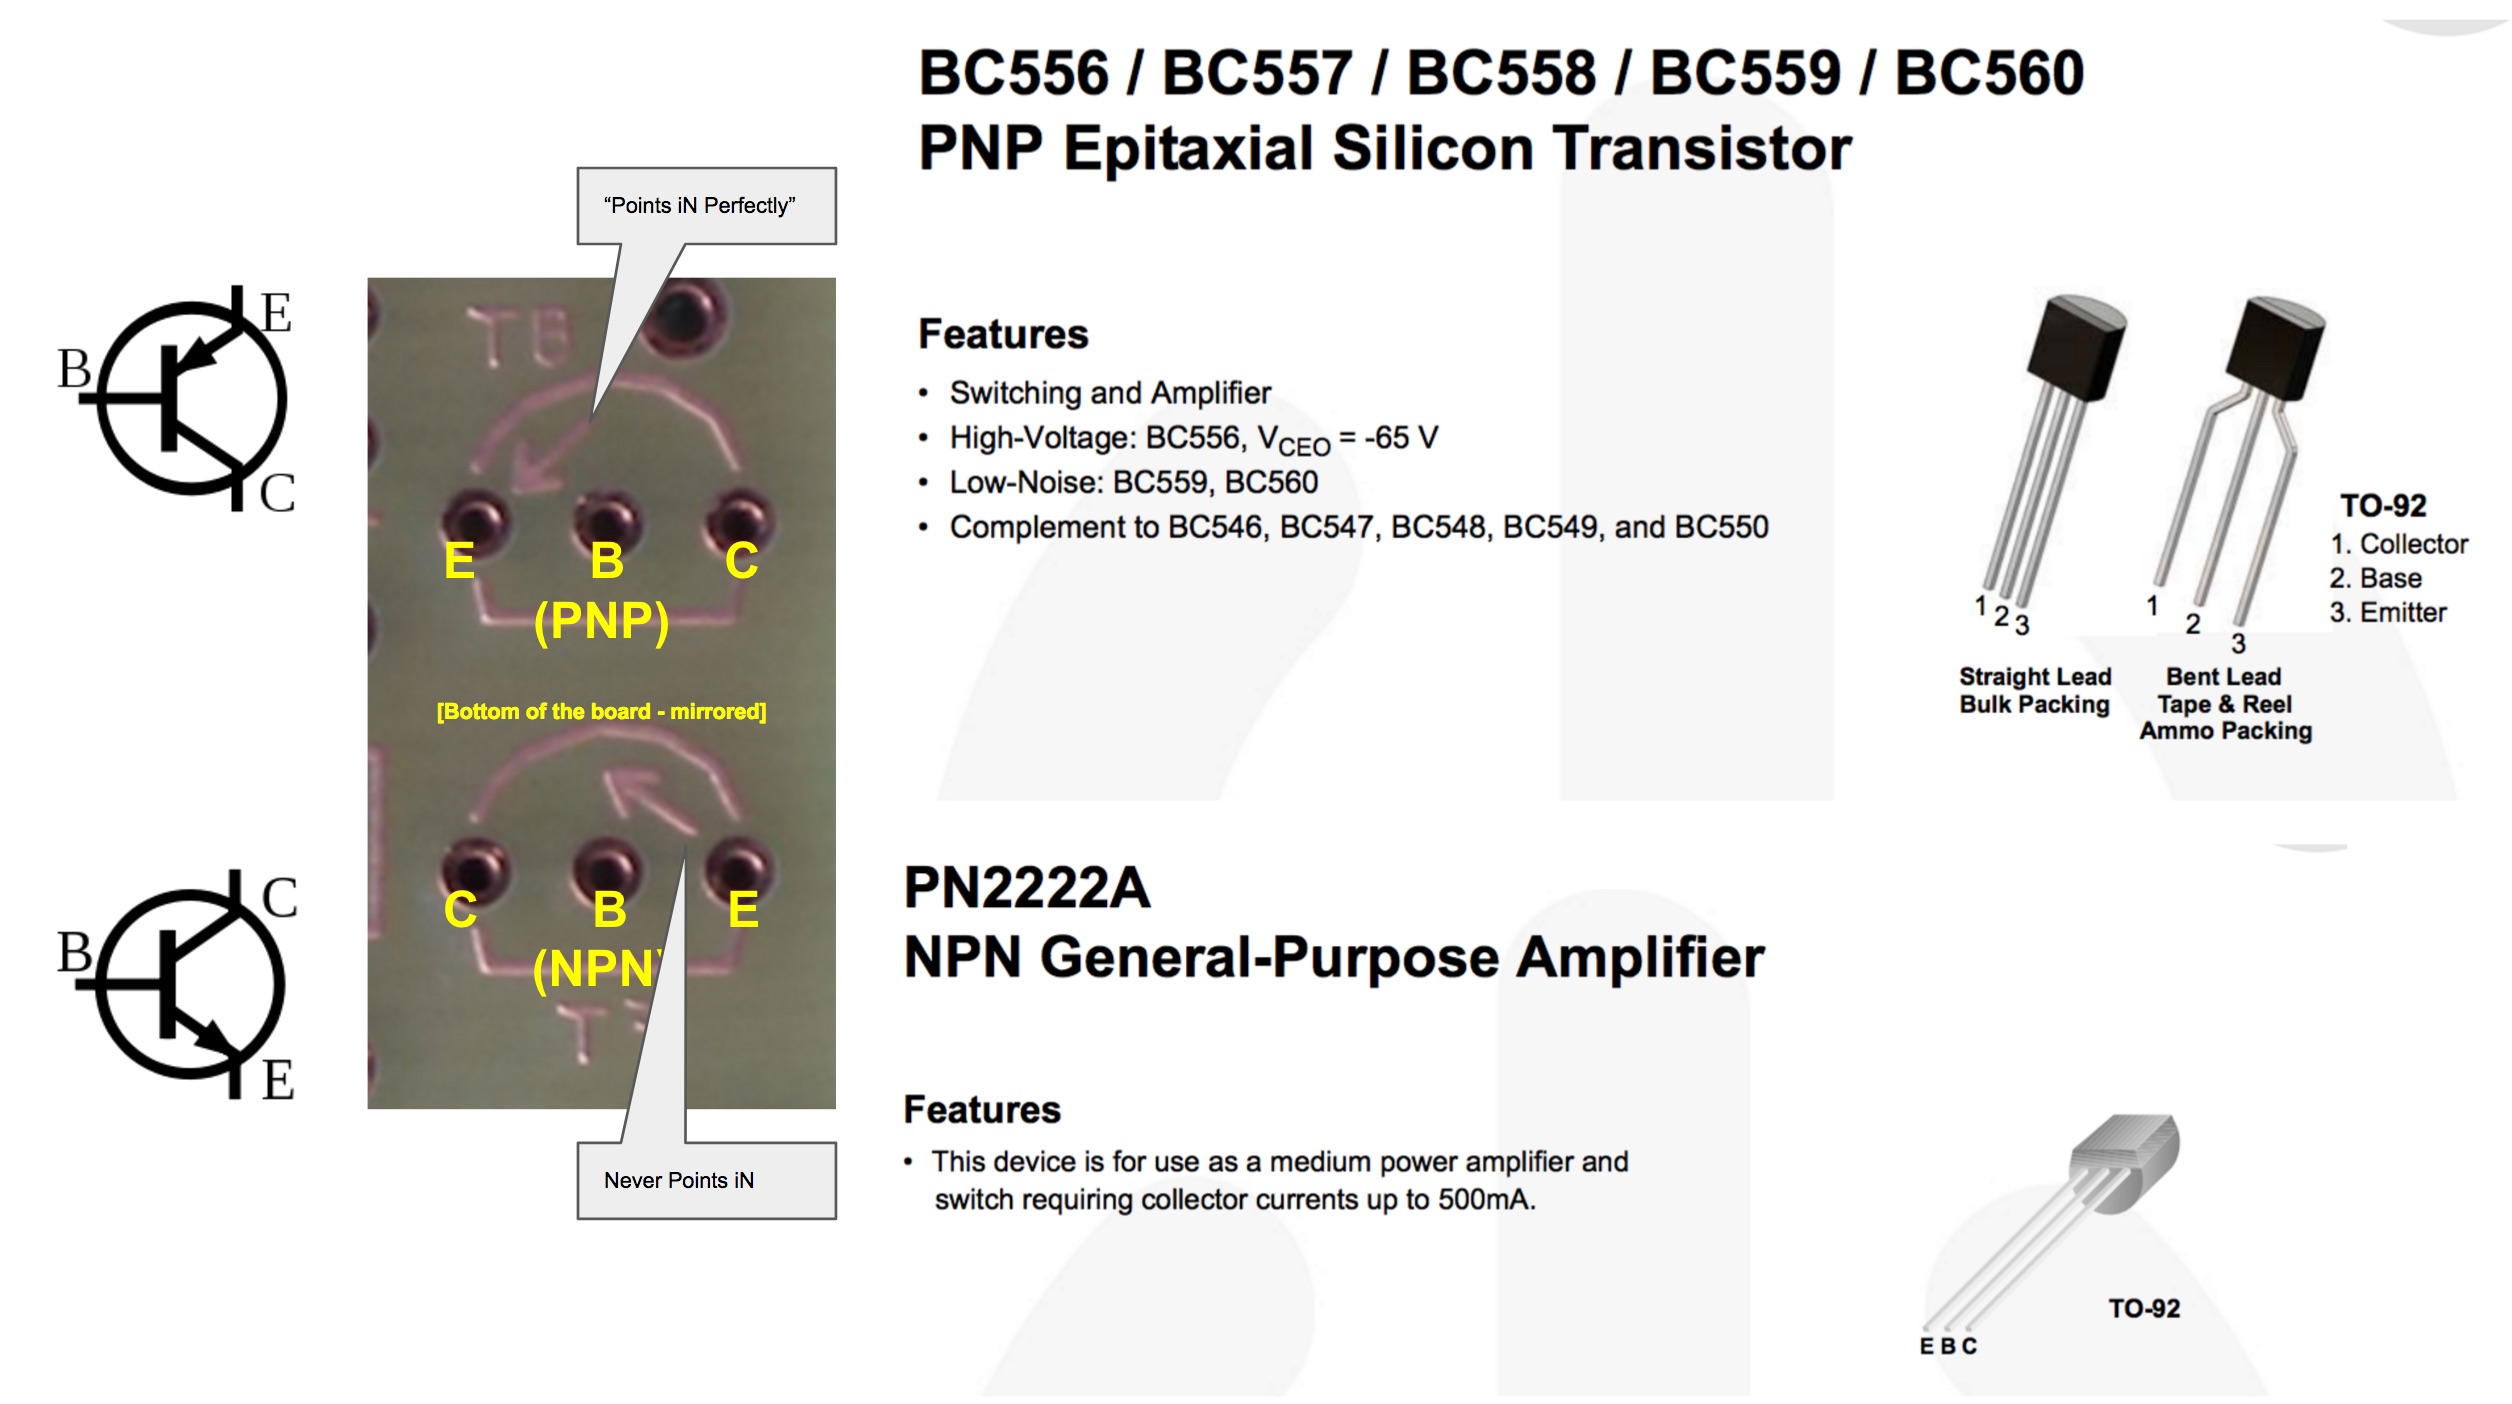 BC556 / BC557 / BC558 / BC559 / BC560
PNP Epitaxial Silicon Transistor
“Points iN Perfectly”
E
B
C
T8
E
B
C
(PNP)
[Bottom of the board - mirrored]
Features
• Switching and Amplifier
• High-Voltage: BC556, VCEO = -65 V
• Low-Noise: BC559, BC560
• Complement to BC546, BC547, BC548, BC549, and BC550
1 2 3
Straight Lead
Bulk Packing
1 2 3
Bent Lead
Tape & Reel
Ammo Packing
TO-92
1. Collector
2. Base
3. Emitter
C
B
E
C
B
E
(NPN)
T
Never Points iN
PN2222A
NPN General-Purpose Amplifier
Features
• This device is for use as a medium power amplifier and
switch requiring collector currents up to 500mA.
TO-92
E B C